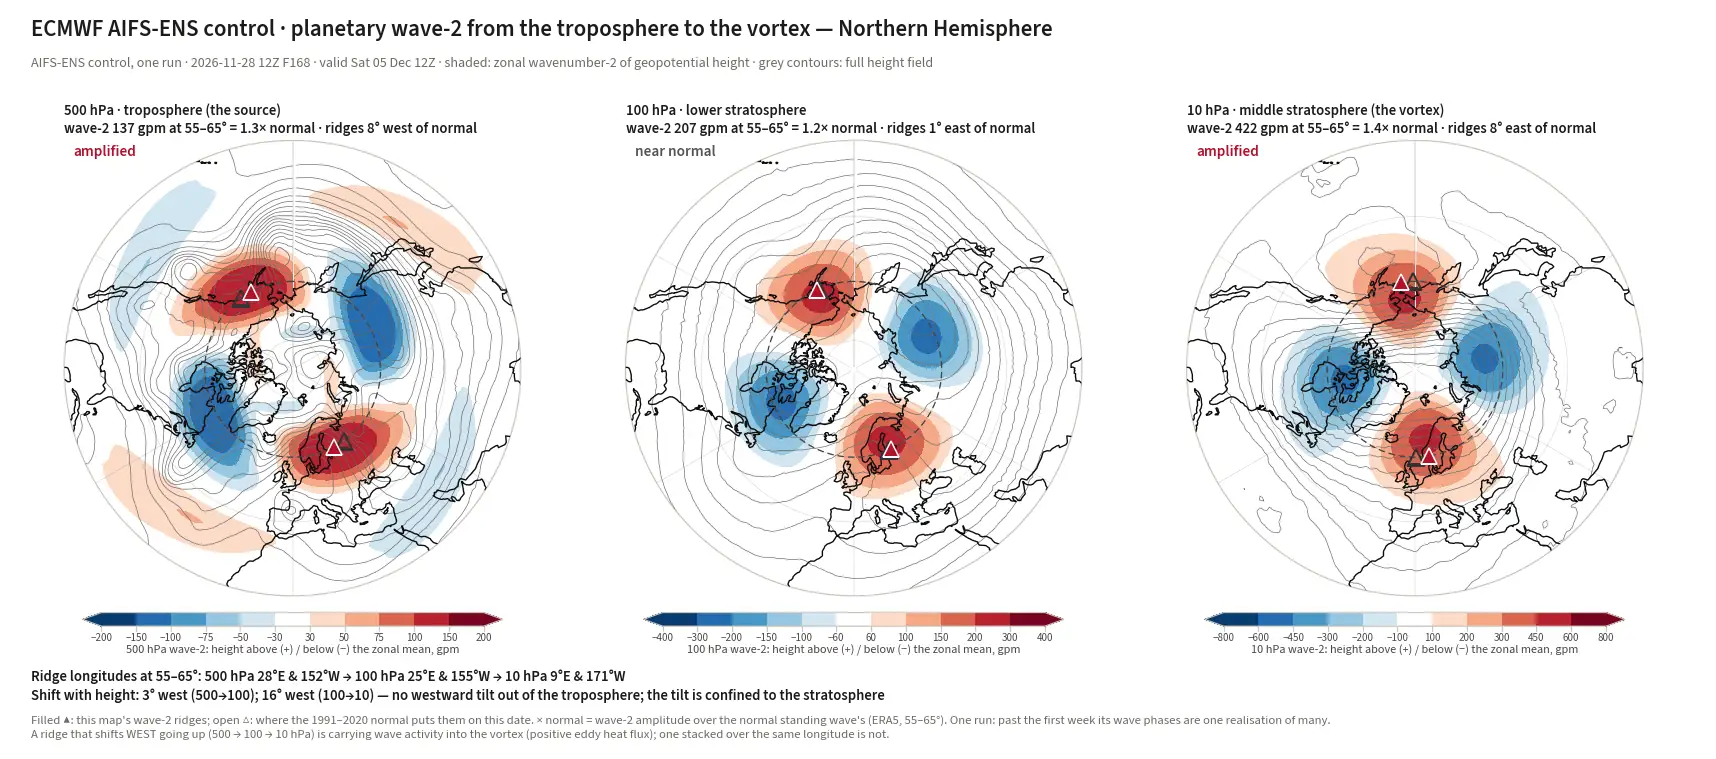 ECMWF AIFS-ENS control · planetary wave-2 from the troposphere to the vortex — Northern Hemisphere
AIFS-ENS control, one run · 2026-11-28 12Z F168 · valid Sat 05 Dec 12Z · shaded: zonal wavenumber-2 of geopotential height · grey contours: full height field
500 hPa · troposphere (the source)
wave-2 137 gpm at 55–65° = 1.3× normal · ridges 8° west of normal
amplified
100 hPa · lower stratosphere
wave-2 207 gpm at 55–65° = 1.2× normal · ridges 1° east of normal
near normal
10 hPa · middle stratosphere (the vortex)
wave-2 422 gpm at 55–65° = 1.4× normal · ridges 8° east of normal
amplified
−200 −150 −100 −75 −50 −30 30 50 75 100 150 200
500 hPa wave-2: height above (+) / below (−) the zonal mean, gpm
−400 −300 −200 −150 −100 −60 60 100 150 200 300 400
100 hPa wave-2: height above (+) / below (−) the zonal mean, gpm
−800 −600 −450 −300 −200 −100 100 200 300 450 600 800
10 hPa wave-2: height above (+) / below (−) the zonal mean, gpm
Ridge longitudes at 55–65°: 500 hPa 28°E & 152°W → 100 hPa 25°E & 155°W → 10 hPa 9°E & 171°W
Shift with height: 3° west (500→100); 16° west (100→10) — no westward tilt out of the troposphere; the tilt is confined to the stratosphere
Filled ▲: this map's wave-2 ridges; open △: where the 1991–2020 normal puts them on this date. × normal = wave-2 amplitude over the normal standing wave's (ERA5, 55–65°). One run: past the first week its wave phases are one realisation of many.
A ridge that shifts WEST going up (500 → 100 → 10 hPa) is carrying wave activity into the vortex (positive eddy heat flux); one stacked over the same longitude is not.